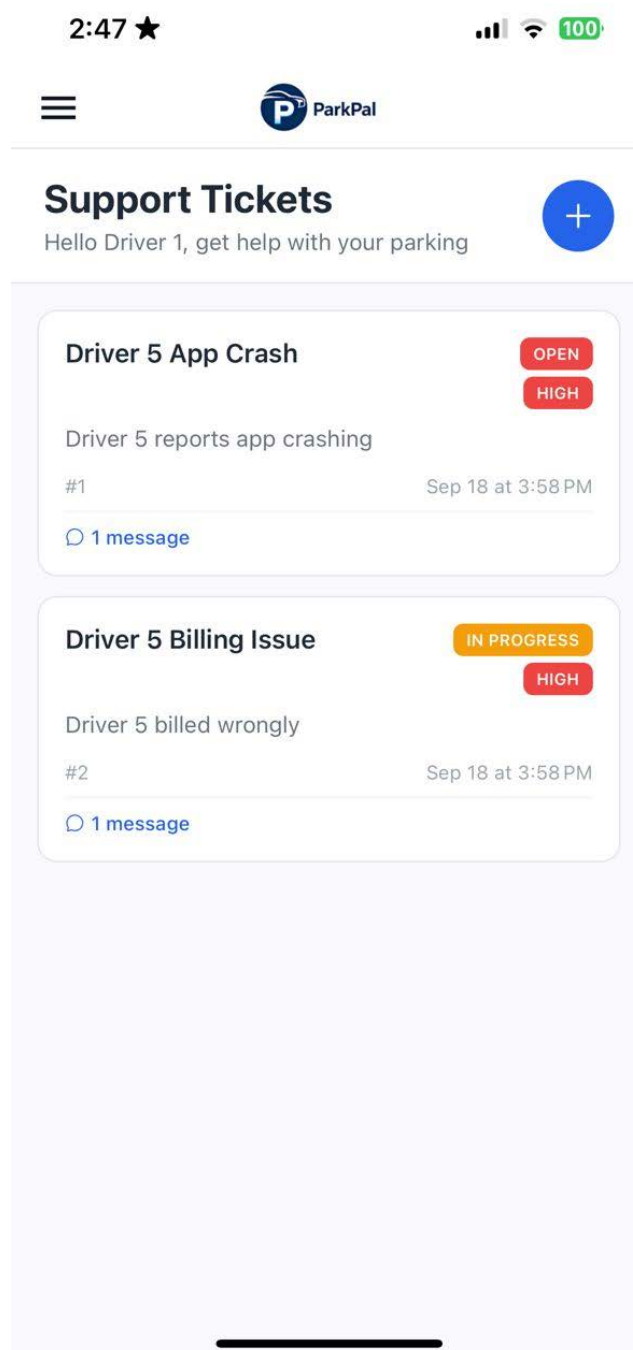 2:47
100
P ParkPal
Support Tickets
Hello Driver 1, get help with your parking
Driver 5 App Crash
OPEN
HIGH
Driver 5 reports app crashing
#1 Sep 18 at 3:58 PM
1 message
Driver 5 Billing Issue
IN PROGRESS
HIGH
Driver 5 billed wrongly
#2 Sep 18 at 3:58 PM
1 message